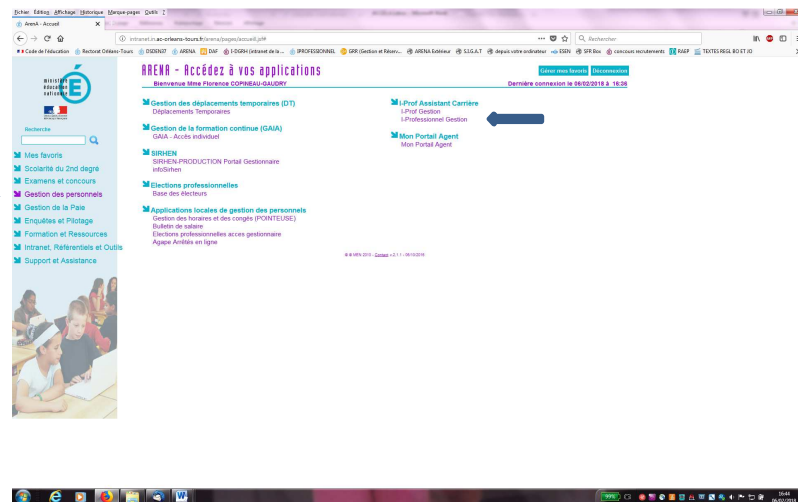 Fichier Édition Affichage Historique Marque-pages Outils ?
ArenA - Accueil
intranet.in.ac-orleans-tours.fr/arena/pages/accueil.jsf#
Rechercher
Code de l'éducation Rectorat Orléans-Tours OSDEN37 ARENA DAF I-DGRH (intranet de la ... IPROFESSIONNEL GRR (Gestion et Réserv... ARENA Extérieur S.I.G.A.T depuis votre ordinateur ESEN SFR Box concours recrutements RAEP TEXTES REGL BO ET JO
ARENA - Accédez à vos applications
Gérer mes favoris Déconnexion
Bienvenue Mme Florence COPINEAU-GAUDRY
Dernière connexion le 06/02/2018 à 16:36
ministère
éducation
nationale
Recherche
Mes favoris
Scolarité du 2nd degré
Examens et concours
Gestion des personnels
Gestion de la Paie
Enquêtes et Pilotage
Formation et Ressources
Intranet, Référentiels et Outils
Support et Assistance
Gestion des déplacements temporaires (DT)
Déplacements Temporaires
Gestion de la formation continue (GAIA)
GAIA - Accès individuel
SIRHEN
SIRHEN-PRODUCTION Portail Gestionnaire
infoSirhen
Elections professionnelles
Base des électeurs
Applications locales de gestion des personnels
Gestion des horaires et des congés (POINTEUSE)
Bulletin de salaire
Elections professionnelles acces gestionnaire
Agape Arrêtés en ligne
I-Prof Assistant Carrière
I-Prof Gestion
I-Professionnel Gestion
Mon Portail Agent
Mon Portail Agent
99%
16:44
06/02/2018